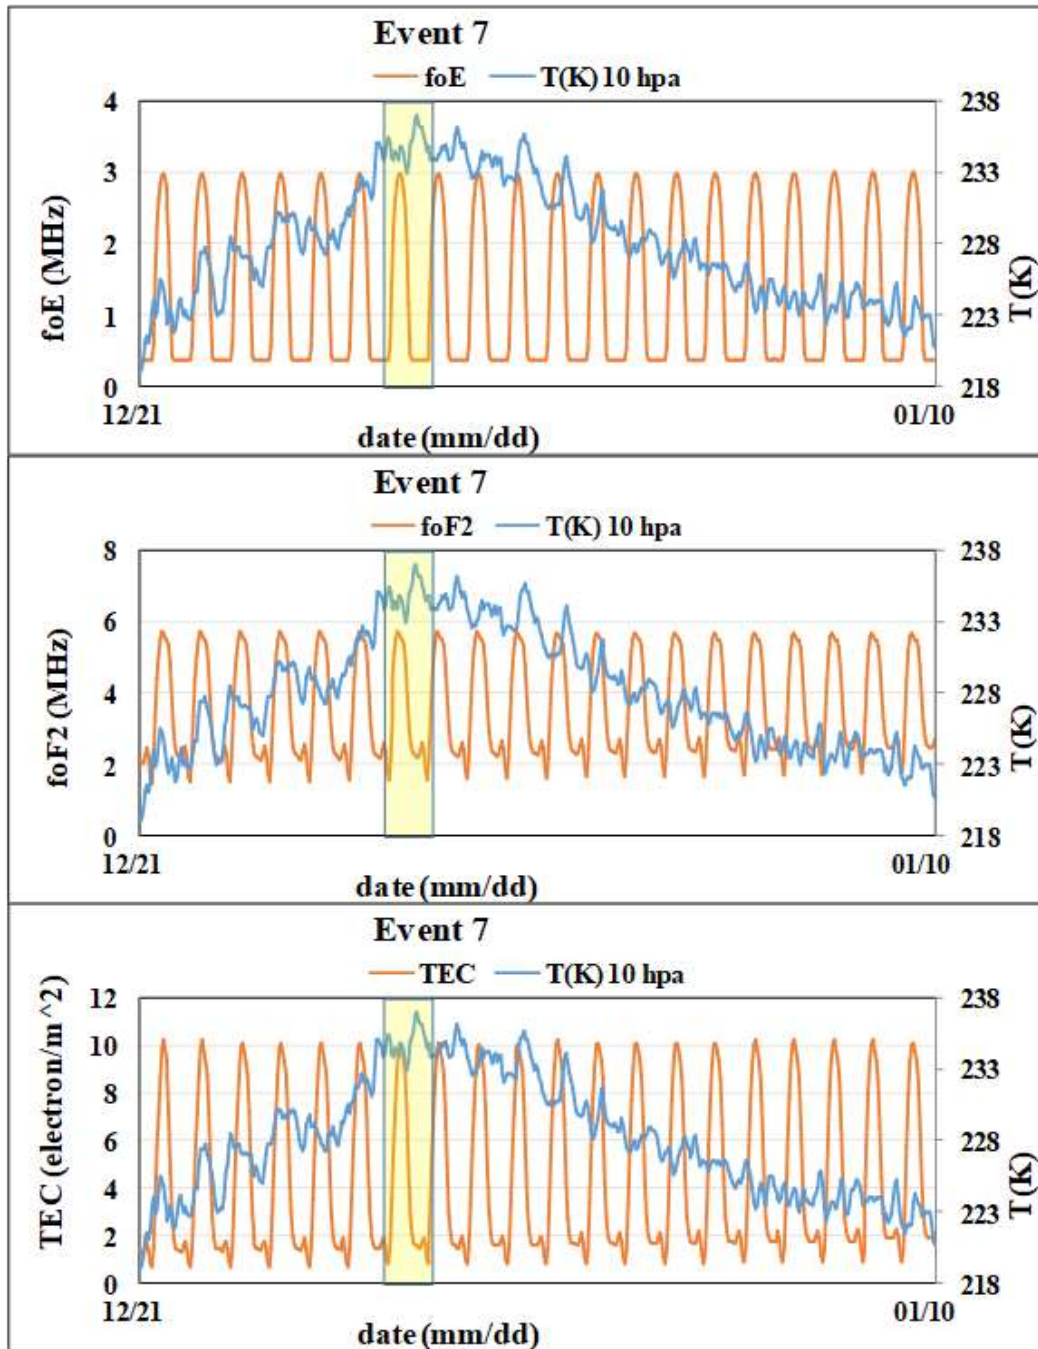 Event 7
foE T(K) 10 hpa
4 238
3 233
2 228
1 223
0 218
foE (MHz)
T(K)
12/21 01/10
date (mm/dd)
Event 7
foF2 T(K) 10 hpa
8 238
6 233
4 228
2 223
0 218
foF2 (MHz)
T(K)
12/21 01/10
date (mm/dd)
Event 7
TEC T(K) 10 hpa
12 238
10 233
8
6 228
4
2 223
0 218
TEC (electron/m^2)
T(K)
12/21 01/10
date (mm/dd)